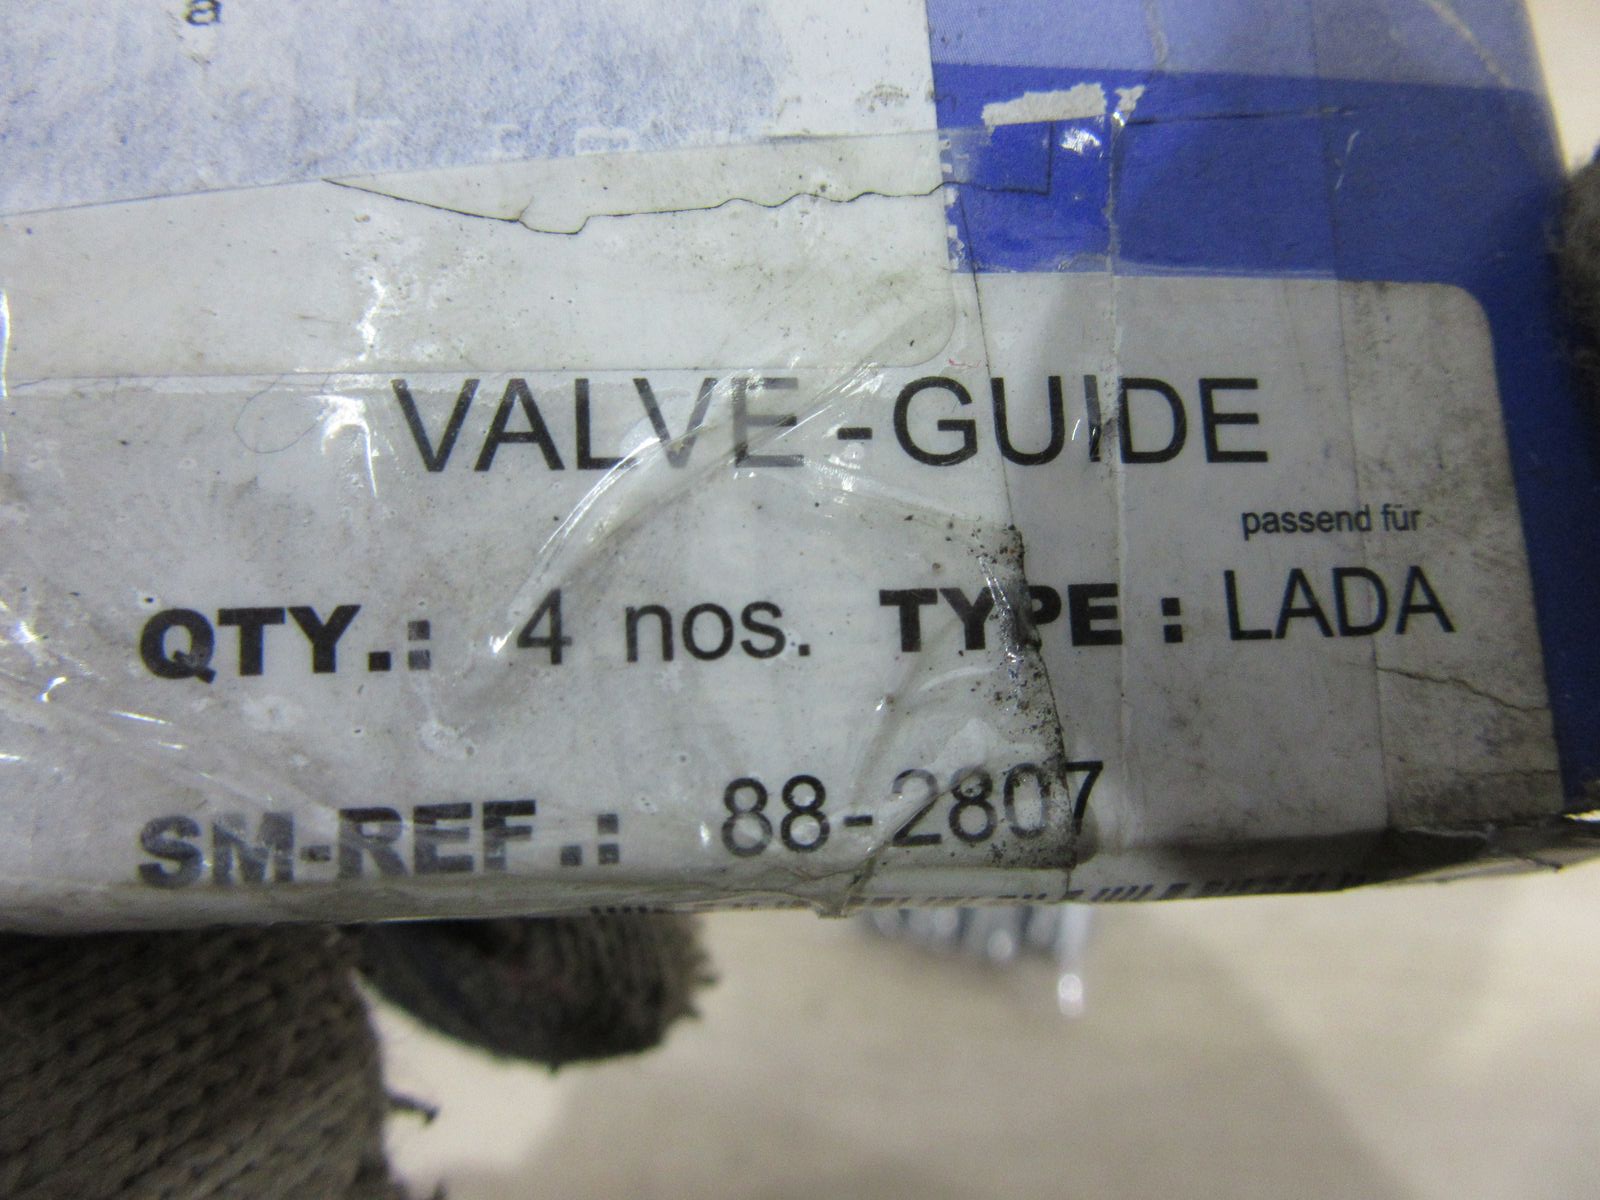 VALVE-GUIDE
passend für
QTY.: 4 nos. TYPE : LADA
SM-REF.: 88-2807